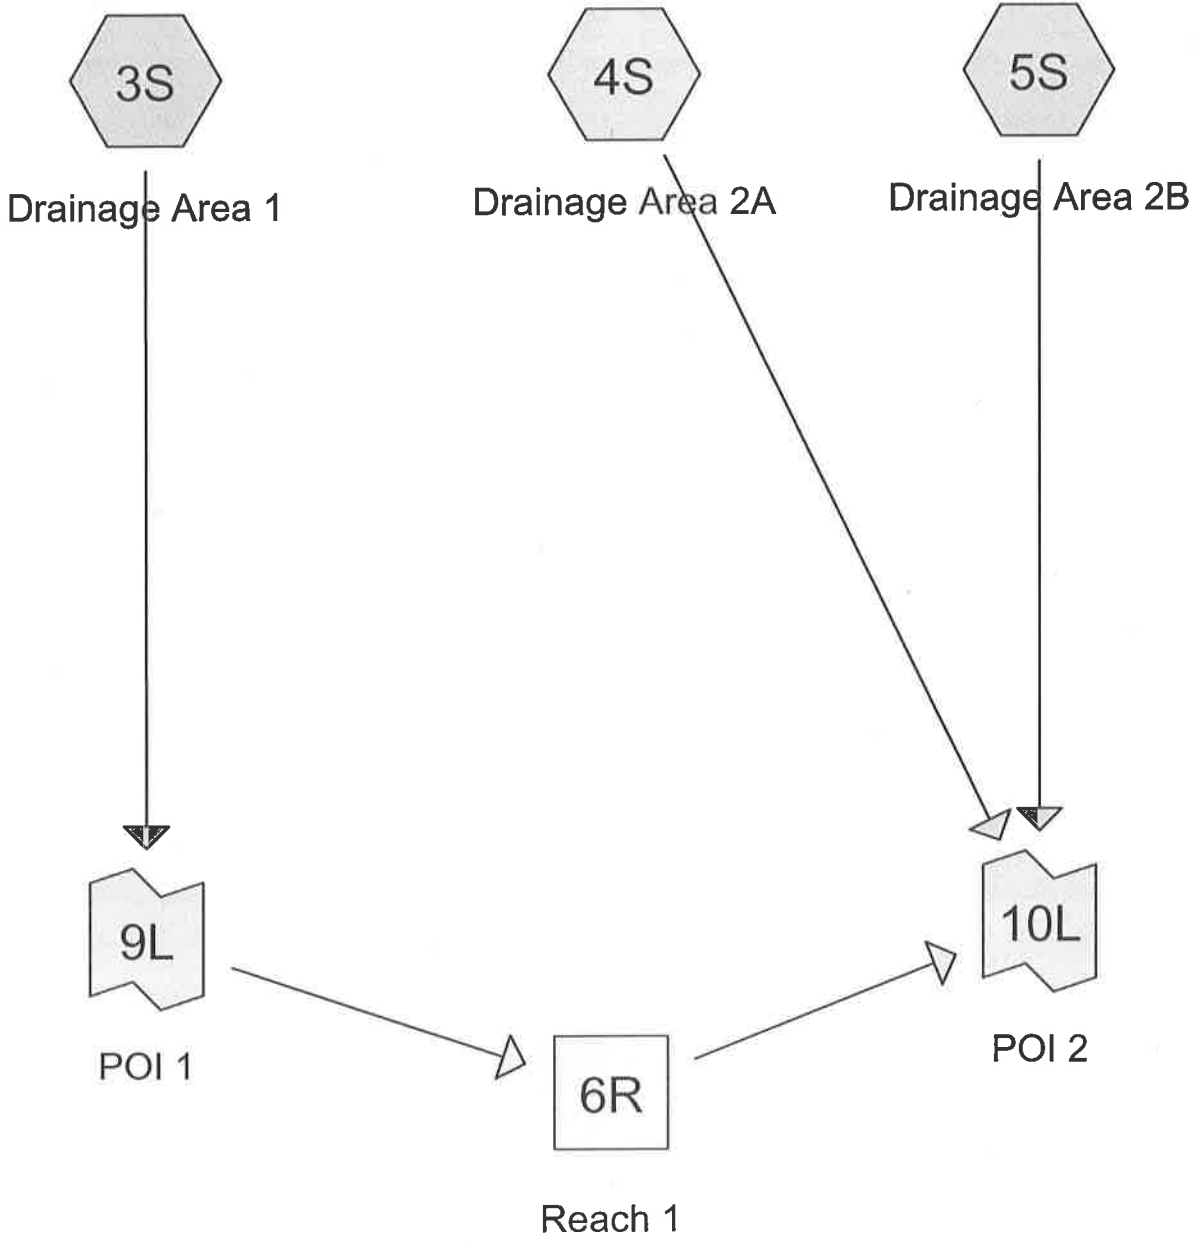 3S
Drainage Area 1
4S
Drainage Area 2A
5S
Drainage Area 2B
9L
POI 1
6R
Reach 1
10L
POI 2